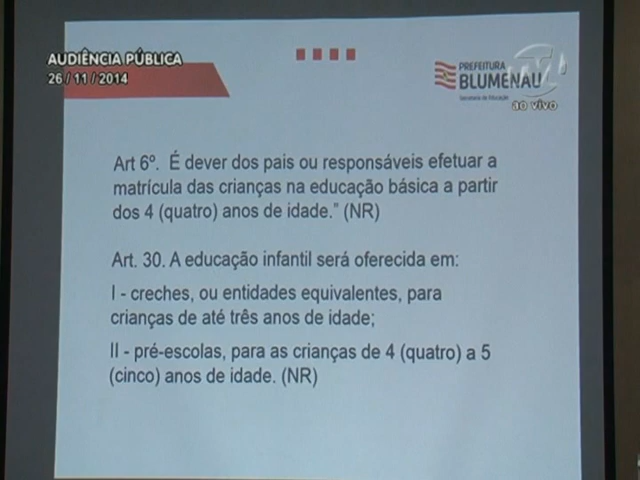 AUDIÊNCIA PÚBLICA
26/11/2014
PREFEITURA
BLUMENAU
Secretaria de Educação
ao vivo
Art 6º. É dever dos pais ou responsáveis efetuar a
matrícula das crianças na educação básica a partir
dos 4 (quatro) anos de idade.” (NR)
Art. 30. A educação infantil será oferecida em:
I - creches, ou entidades equivalentes, para
crianças de até três anos de idade;
II - pré-escolas, para as crianças de 4 (quatro) a 5
(cinco) anos de idade. (NR)